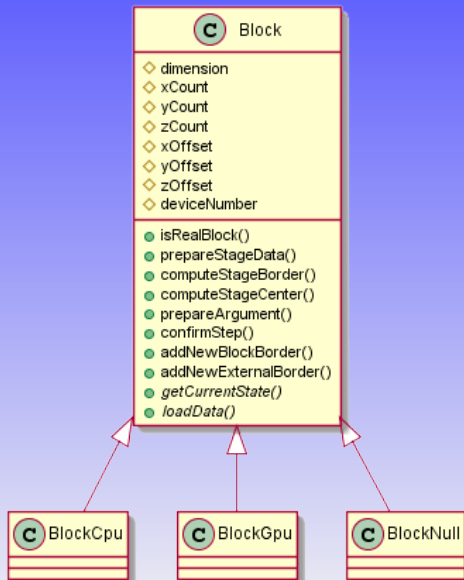 C Block
dimension
xCount
yCount
zCount
xOffset
yOffset
zOffset
deviceNumber
isRealBlock()
prepareStageData()
computeStageBorder()
computeStageCenter()
prepareArgument()
confirmStep()
addNewBlockBorder()
addNewExternalBorder()
getCurrentState()
loadData()
C BlockCpu C BlockGpu C BlockNull